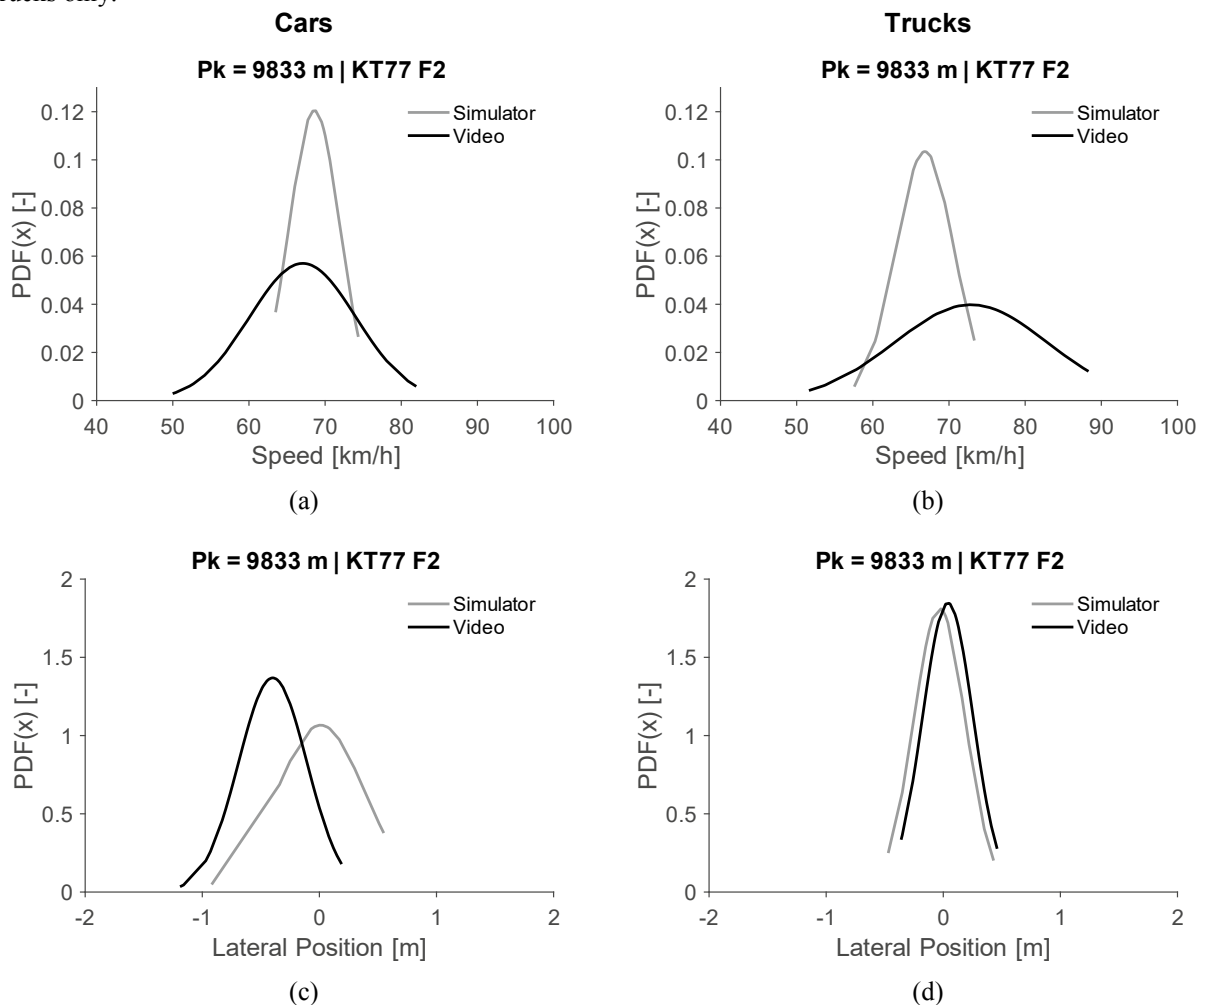 only.
Cars Trucks
Pk = 9833 m | KT77 F2
Simulator
Video
PDF(x) [-]
0.12
0.1
0.08
0.06
0.04
0.02
0
40 50 60 70 80 90 100
Speed [km/h]
(a)
Pk = 9833 m | KT77 F2
Simulator
Video
PDF(x) [-]
0.12
0.1
0.08
0.06
0.04
0.02
0
40 50 60 70 80 90 100
Speed [km/h]
(b)
Pk = 9833 m | KT77 F2
Simulator
Video
PDF(x) [-]
2
1.5
1
0.5
0
-2 -1 0 1 2
Lateral Position [m]
(c)
Pk = 9833 m | KT77 F2
Simulator
Video
PDF(x) [-]
2
1.5
1
0.5
0
-2 -1 0 1 2
Lateral Position [m]
(d)